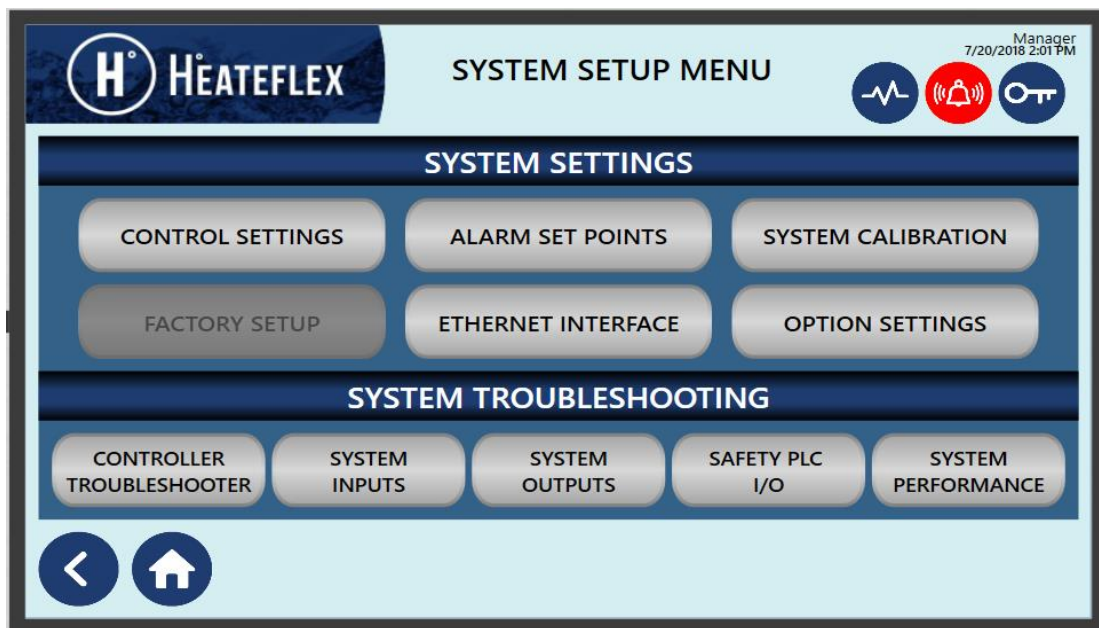 H° HEATEFLEX
SYSTEM SETUP MENU
Manager
7/20/2018 2:01 PM
SYSTEM SETTINGS
CONTROL SETTINGS
ALARM SET POINTS
SYSTEM CALIBRATION
FACTORY SETUP
ETHERNET INTERFACE
OPTION SETTINGS
SYSTEM TROUBLESHOOTING
CONTROLLER
TROUBLESHOOTER
SYSTEM
INPUTS
SYSTEM
OUTPUTS
SAFETY PLC
I/O
SYSTEM
PERFORMANCE